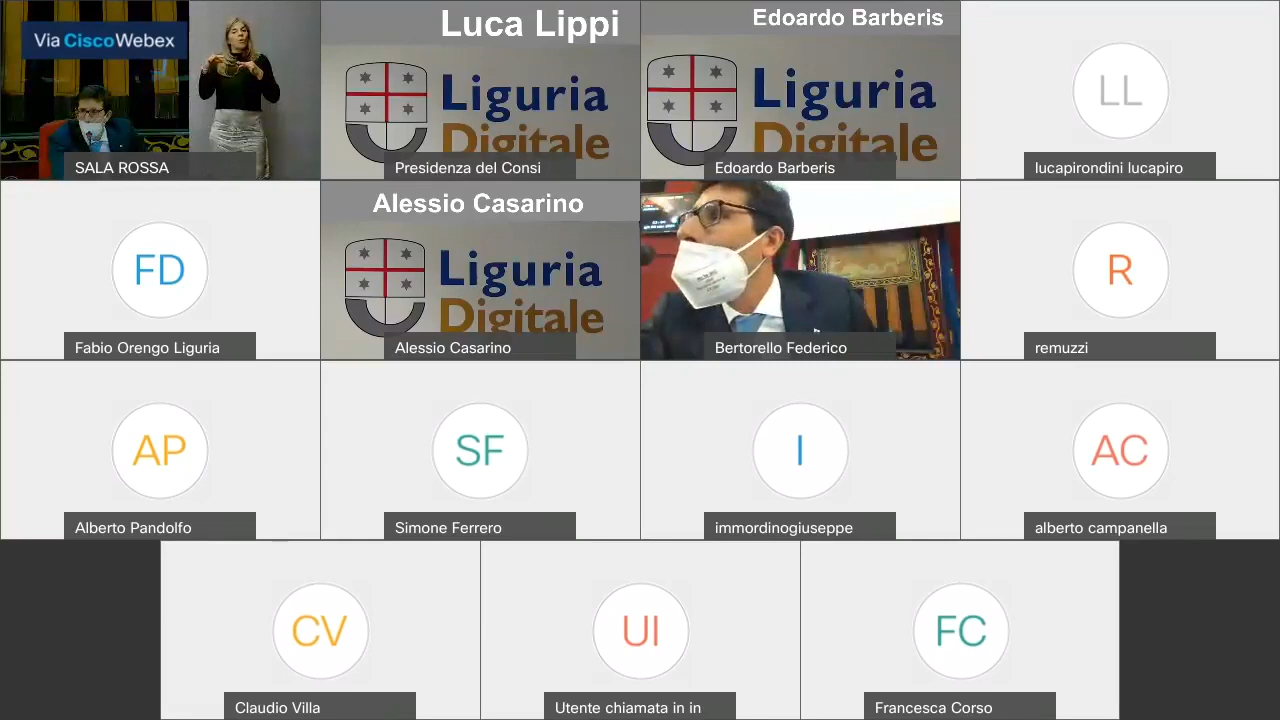 Via Cisco Webex
SALA ROSSA
Luca Lippi
Liguria
Digitale
Presidenza del Consi
Edoardo Barberis
Liguria
Digitale
Edoardo Barberis
LL
lucapirondini lucapiro
FD
Fabio Orengo Liguria
Alessio Casarino
Liguria
Digitale
Alessio Casarino
Bertorello Federico
R
remuzzi
AP
Alberto Pandolfo
SF
Simone Ferrero
I
immordinogiuseppe
AC
alberto campanella
CV
Claudio Villa
UI
Utente chiamata in in
FC
Francesca Corso